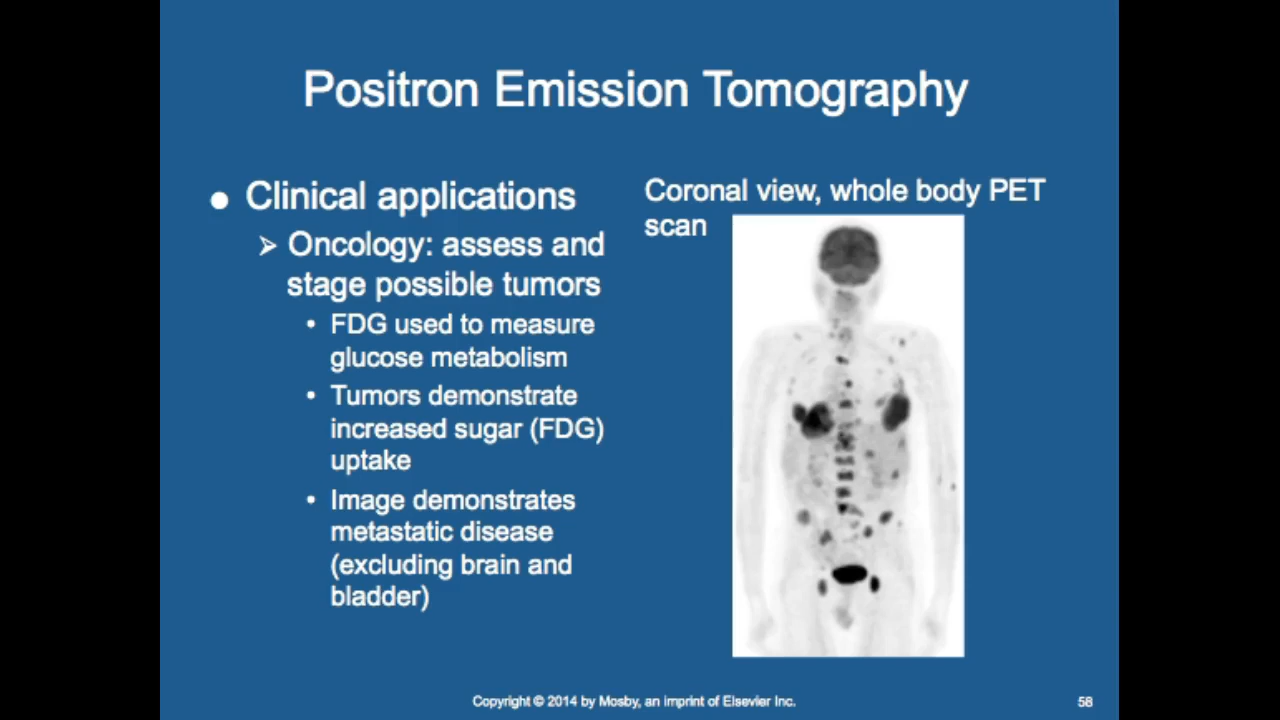 Positron Emission Tomography
Clinical applications
Oncology: assess and
stage possible tumors
FDG used to measure
glucose metabolism
Tumors demonstrate
increased sugar (FDG)
uptake
Image demonstrates
metastatic disease
(excluding brain and
bladder)
Coronal view, whole body PET
scan
Copyright © 2014 by Mosby, an imprint of Elsevier Inc.
58